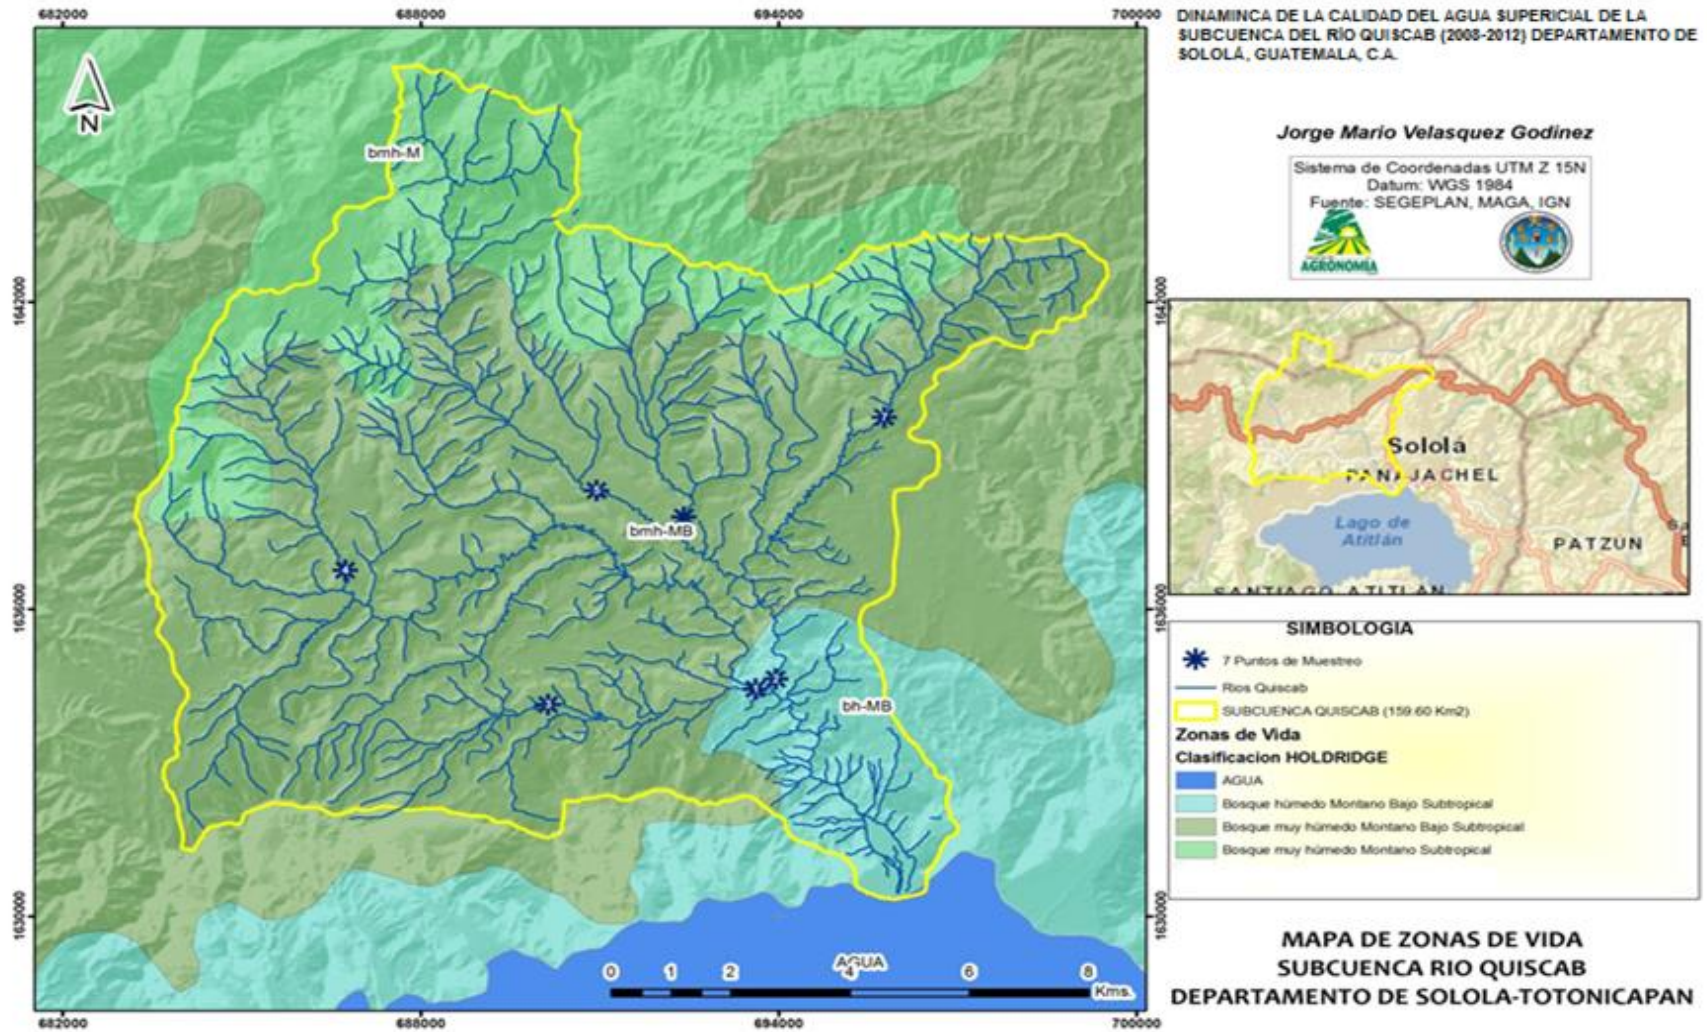 682000
688000
694000
700000
DINAMINCA DE LA CALIDAD DEL AGUA SUPERICIAL DE LA
SUBCUENCA DEL RÍO QUISCAB (2008-2012) DEPARTAMENTO DE
SOLOLÁ, GUATEMALA, C.A.
N
bmh-M
Jorge Mario Velasquez Godinez
Sistema de Coordenadas UTM Z 15N
Datum: WGS 1984
Fuente: SEGEPLAN, MAGA, IGN
AGRONOMIA
1642000
1642000
Sololá
PANAJACHEL
Lago de
Atitlán
PATZÚN
SANTIAGO ATITLAN
bmh-MB
1636000
1636000
bh-MB
SIMBOLOGIA
7 Puntos de Muestreo
Rios Quiscab
SUBCUENCA QUISCAB (159.60 Km2)
Zonas de Vida
Clasificacion HOLDRIDGE
AGUA
Bosque húmedo Montano Bajo Subtropical
Bosque muy húmedo Montano Bajo Subtropical
Bosque muy húmedo Montano Subtropical
1630000
1630000
AGUA
0 1 2 4 6 8
Kms.
MAPA DE ZONAS DE VIDA
SUBCUENCA RIO QUISCAB
DEPARTAMENTO DE SOLOLA-TOTONICAPAN
682000
688000
694000
700000